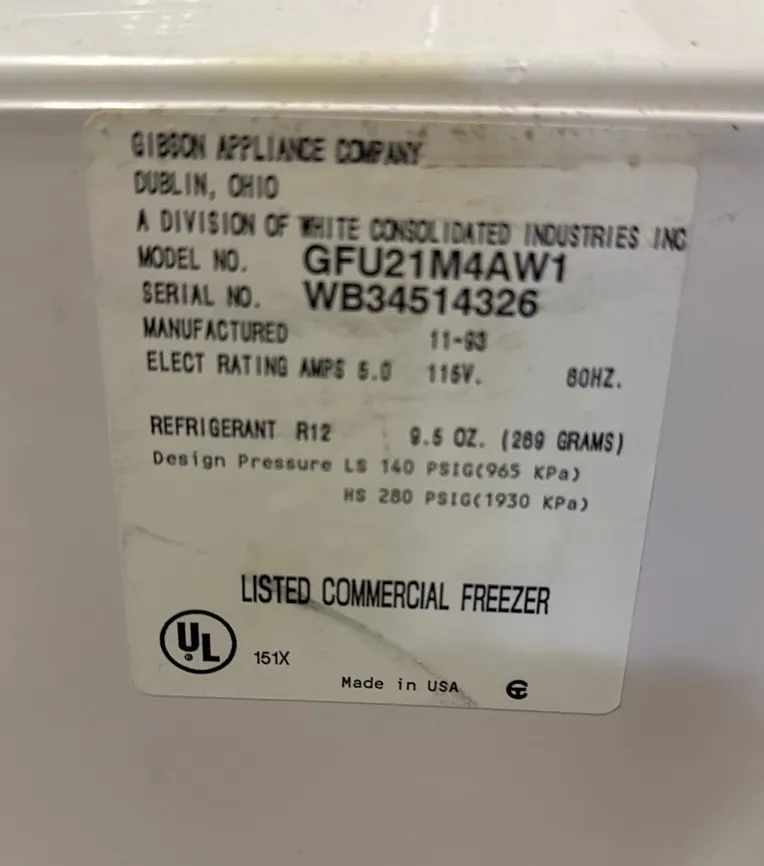 GIBSON APPLIANCE COMPANY
DUBLIN, OHIO
A DIVISION OF WHITE CONSOLIDATED INDUSTRIES INC
MODEL NO. GFU21M4AW1
SERIAL NO. WB34514326
MANUFACTURED 11-93
ELECT RATING AMPS 5.0 115V. 60HZ.
REFRIGERANT R12 9.5 OZ. (269 GRAMS)
Design Pressure LS 140 PSIG(965 KPa)
HS 280 PSIG(1930 KPa)
LISTED COMMERCIAL FREEZER
UL 151X
Made in USA